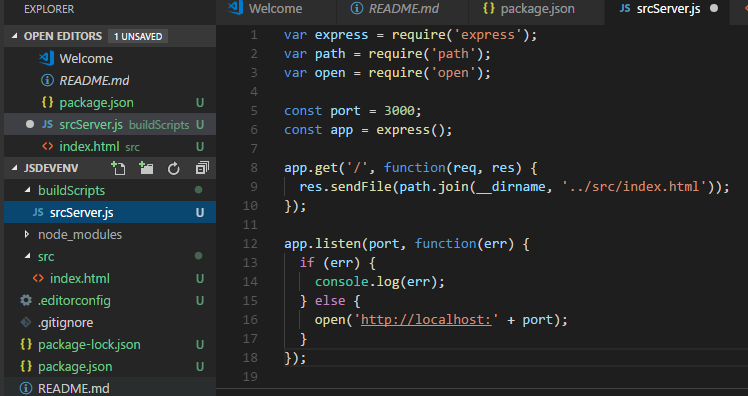 EXPLORER
OPEN EDITORS 1 UNSAVED
Welcome
README.md
package.json U
srcServer.js buildScripts U
index.html src U
JSDEVENV
buildScripts
JS srcServer.js U
node_modules
src
<> index.html U
.editorconfig U
.gitignore
{} package-lock.json U
{} package.json U
README.md
Welcome README.md {} package.json JS srcServer.js
1 var express = require('express');
2 var path = require('path');
3 var open = require('open');
4
5 const port = 3000;
6 const app = express();
7
8 app.get('/', function(req, res) {
9 res.sendFile(path.join(__dirname, '../src/index.html'));
10 });
11
12 app.listen(port, function(err) {
13 if (err) {
14 console.log(err);
15 } else {
16 open('http://localhost:' + port);
17 }
18 });
19